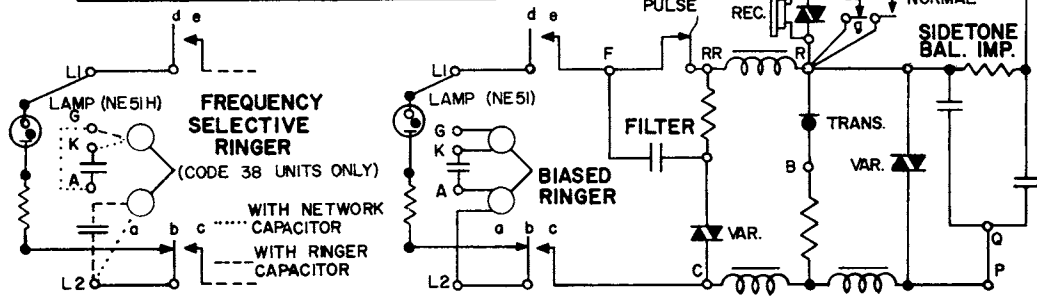 PULSE
REC.
g
NORMAL
d e
d e
F
RR
R
SIDETONE
BAL. IMP.
L1
L1
LAMP (NE51H)
FREQUENCY
SELECTIVE
RINGER
(CODE 38 UNITS ONLY)
G
K
A
LAMP (NE51)
G
K
A
BIASED
RINGER
FILTER
TRANS.
B
VAR.
a b c
WITH NETWORK
CAPACITOR
WITH RINGER
CAPACITOR
a b c
VAR.
Q
P
L2
L2
C